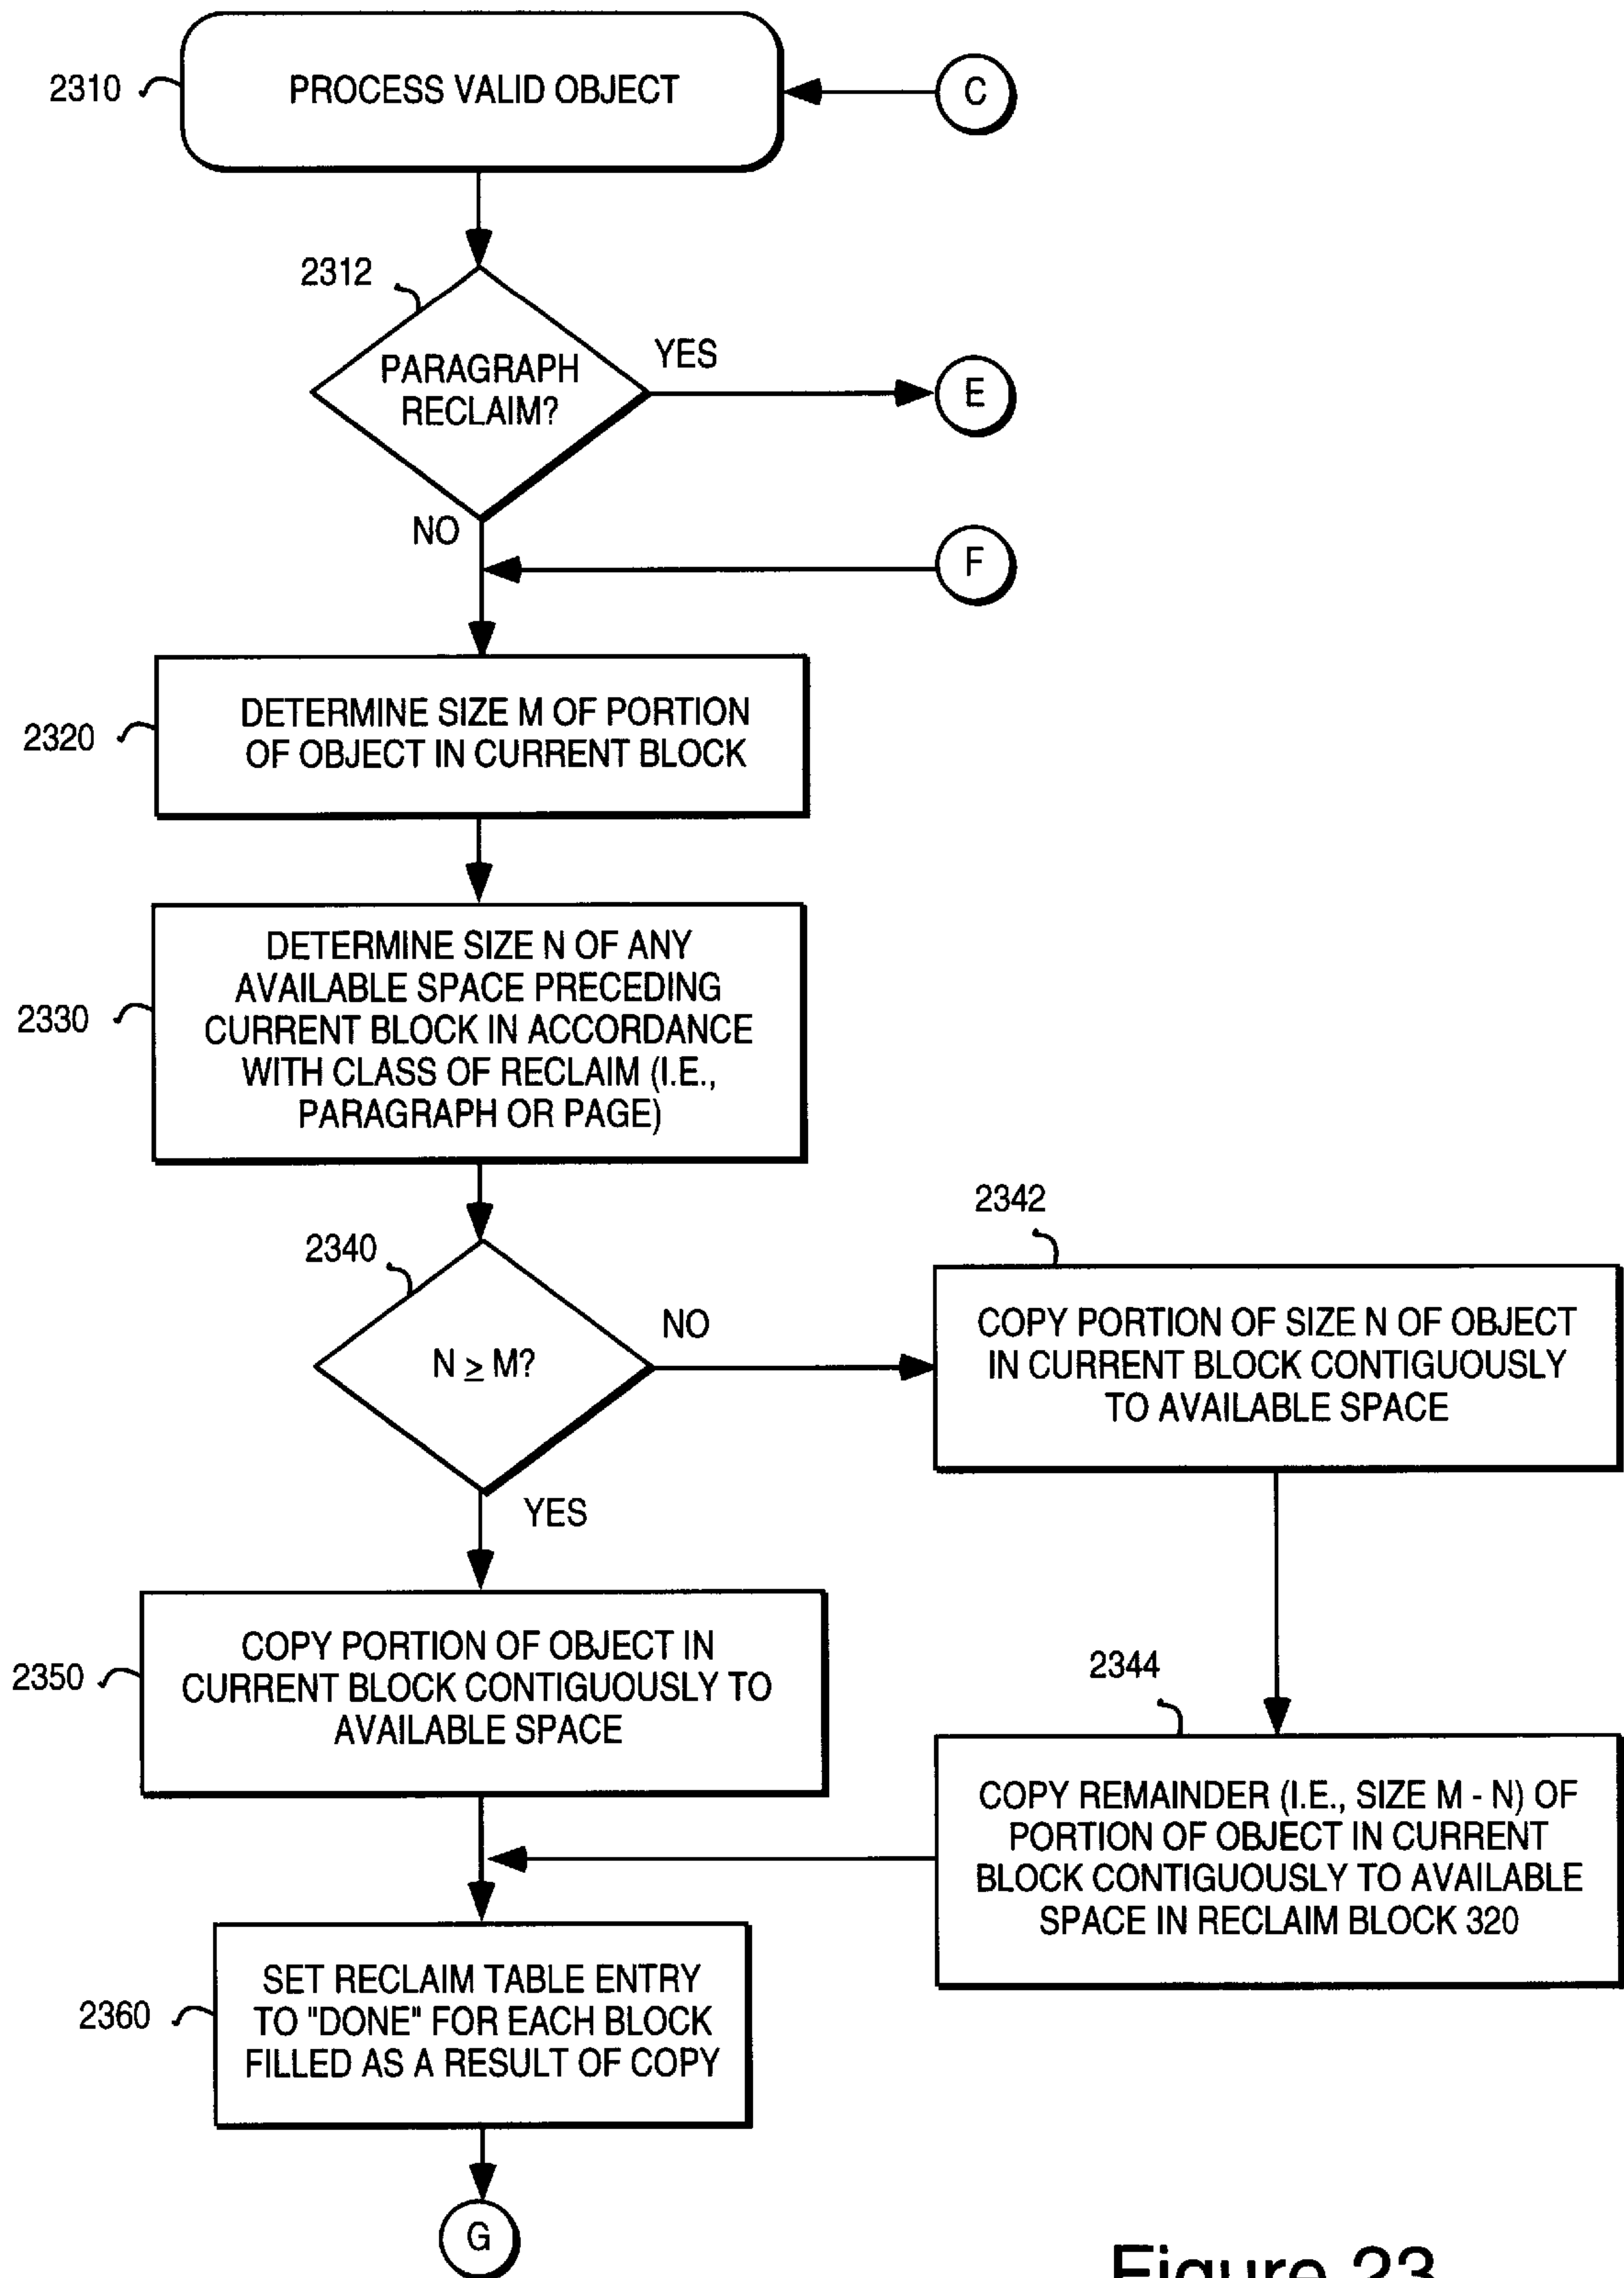 2310
PROCESS VALID OBJECT
C
2312
PARAGRAPH
RECLAIM?
YES
E
NO
F
2320
DETERMINE SIZE M OF PORTION
OF OBJECT IN CURRENT BLOCK
2330
DETERMINE SIZE N OF ANY
AVAILABLE SPACE PRECEDING
CURRENT BLOCK IN ACCORDANCE
WITH CLASS OF RECLAIM (I.E.,
PARAGRAPH OR PAGE)
2340
N ≥ M?
NO
2342
COPY PORTION OF SIZE N OF OBJECT
IN CURRENT BLOCK CONTIGUOUSLY
TO AVAILABLE SPACE
YES
2350
COPY PORTION OF OBJECT IN
CURRENT BLOCK CONTIGUOUSLY TO
AVAILABLE SPACE
2344
COPY REMAINDER (I.E., SIZE M - N) OF
PORTION OF OBJECT IN CURRENT
BLOCK CONTIGUOUSLY TO AVAILABLE
SPACE IN RECLAIM BLOCK 320
2360
SET RECLAIM TABLE ENTRY
TO "DONE" FOR EACH BLOCK
FILLED AS A RESULT OF COPY
G
Figure 23